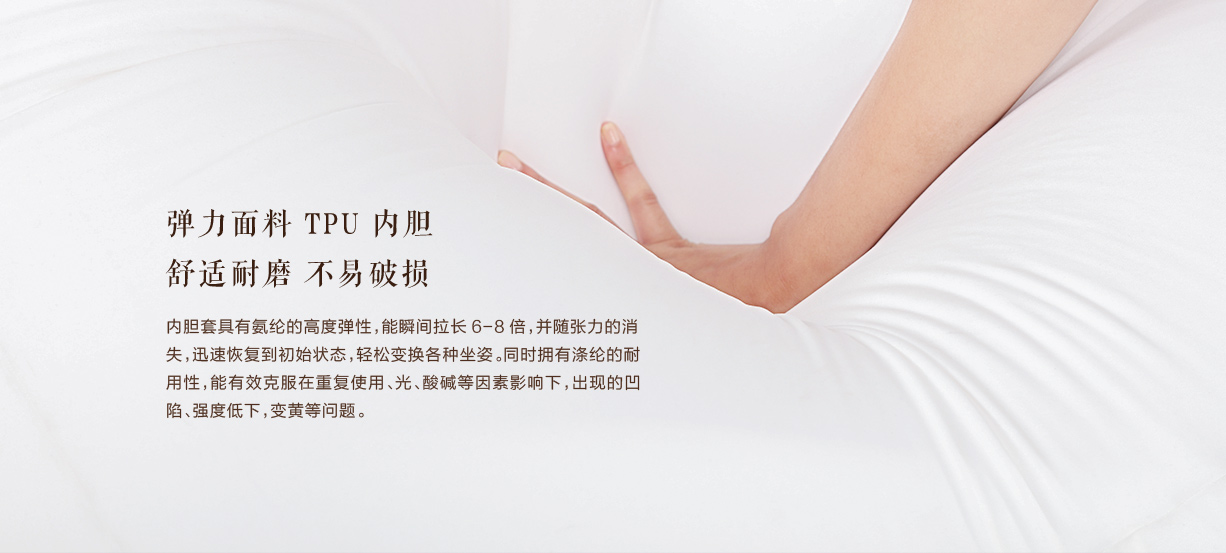 弹力面料 TPU 内胆
舒适耐磨 不易破损
内胆套具有氨纶的高度弹性，能瞬间拉长 6-8 倍，并随张力的消
失，迅速恢复到初始状态，轻松变换各种坐姿。同时拥有涤纶的耐
用性，能有效克服在重复使用、光、酸碱等因素影响下，出现的凹
陷、强度低下，变黄等问题。